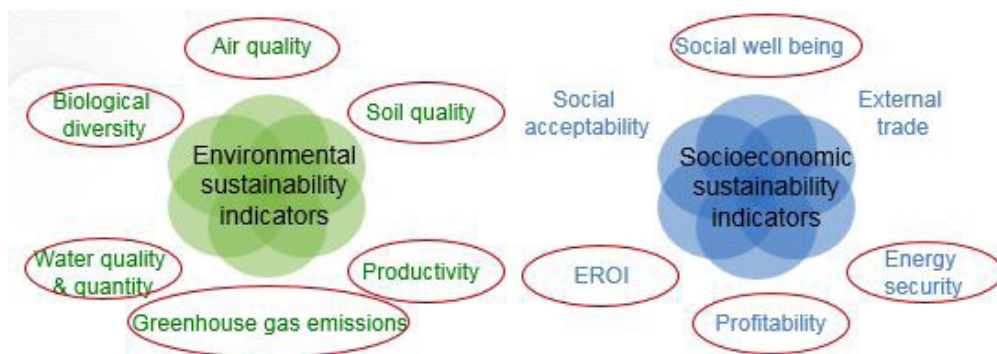 Air quality
Biological
diversity
Soil quality
Environmental
sustainability
indicators
Water quality
& quantity
Productivity
Greenhouse gas emissions
Social well being
Social
acceptability
External
trade
Socioeconomic
sustainability
indicators
EROI
Energy
security
Profitability